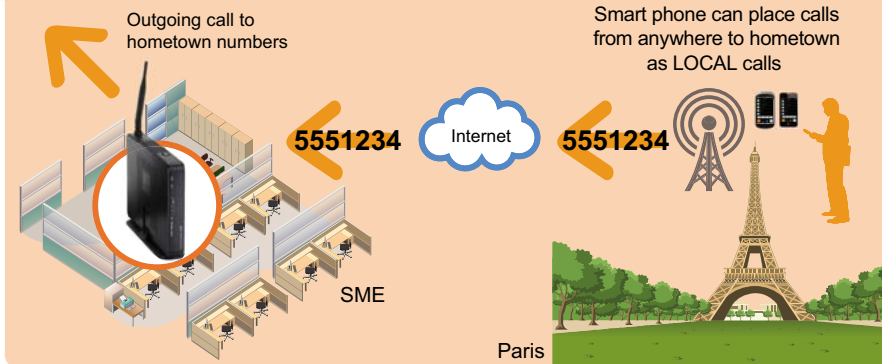 Outgoing call to
hometown numbers
Smart phone can place calls
from anywhere to hometown
as LOCAL calls
5551234
Internet
5551234
SME
Paris